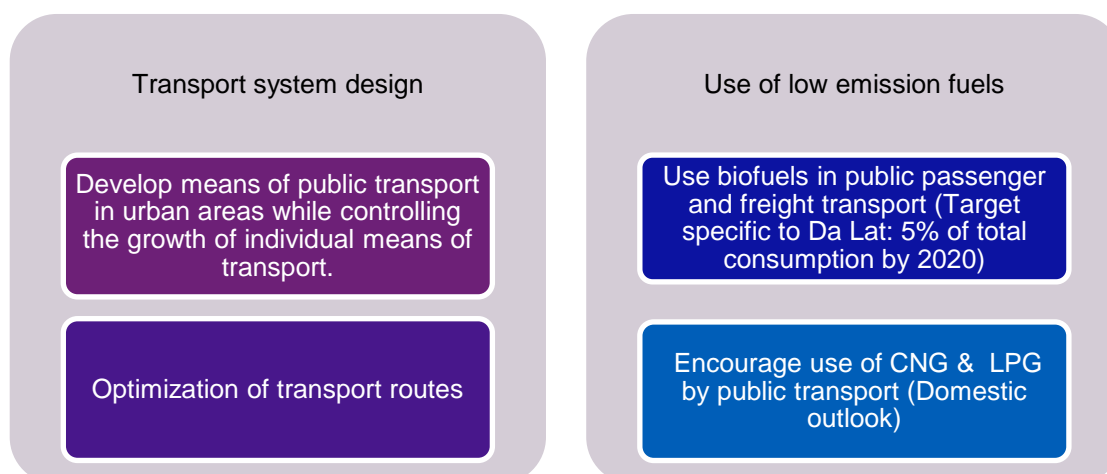 Transport system design
Develop means of public transport
in urban areas while controlling
the growth of individual means of
transport.
Optimization of transport routes
Use of low emission fuels
Use biofuels in public passenger
and freight transport (Target
specific to Da Lat: 5% of total
consumption by 2020)
Encourage use of CNG &  LPG
by public transport (Domestic
outlook)